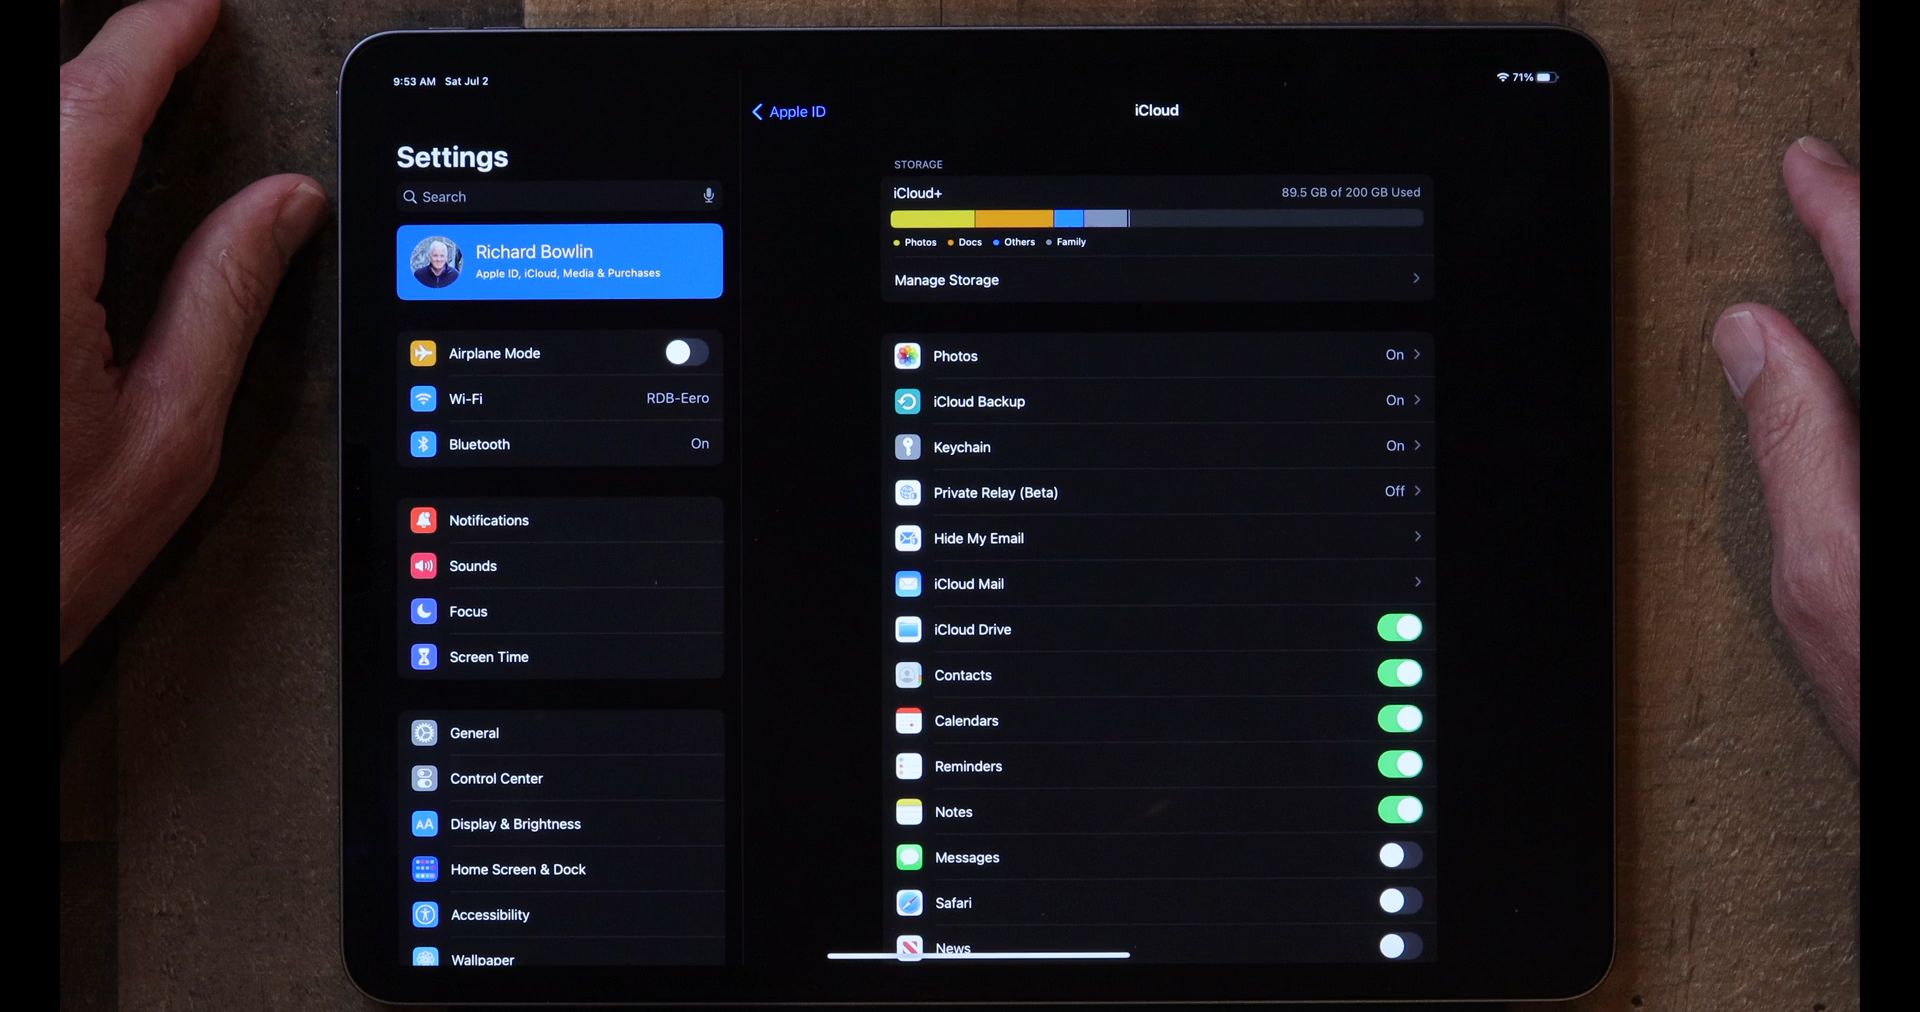 9:53 AM Sat Jul 2
71%
Settings
Search
Richard Bowlin
Apple ID, iCloud, Media & Purchases
Airplane Mode
Wi-Fi RDB-Eero
Bluetooth On
Notifications
Sounds
Focus
Screen Time
General
Control Center
AA Display & Brightness
Home Screen & Dock
Accessibility
Wallpaper
Apple ID
iCloud
STORAGE
iCloud+ 89.5 GB of 200 GB Used
Photos Docs Others Family
Manage Storage
Photos On
iCloud Backup On
Keychain On
Private Relay (Beta) Off
Hide My Email
iCloud Mail
iCloud Drive
Contacts
Calendars
Reminders
Notes
Messages
Safari
News